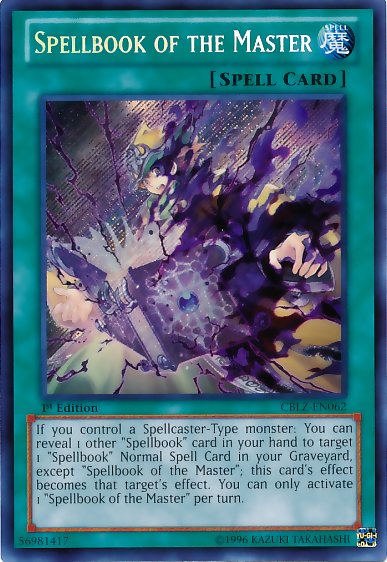 SPELLBOOK OF THE MASTER
SPELL
魔
[SPELL CARD]
1st Edition
CBLZ-EN062
If you control a Spellcaster-Type monster: You can
reveal 1 other "Spellbook" card in your hand to target
1 "Spellbook" Normal Spell Card in your Graveyard,
except "Spellbook of the Master"; this card's effect
becomes that target's effect. You can only activate
1 "Spellbook of the Master" per turn.
56981417
©1996 KAZUKI TAKAHASHI
YU-GI-OH!